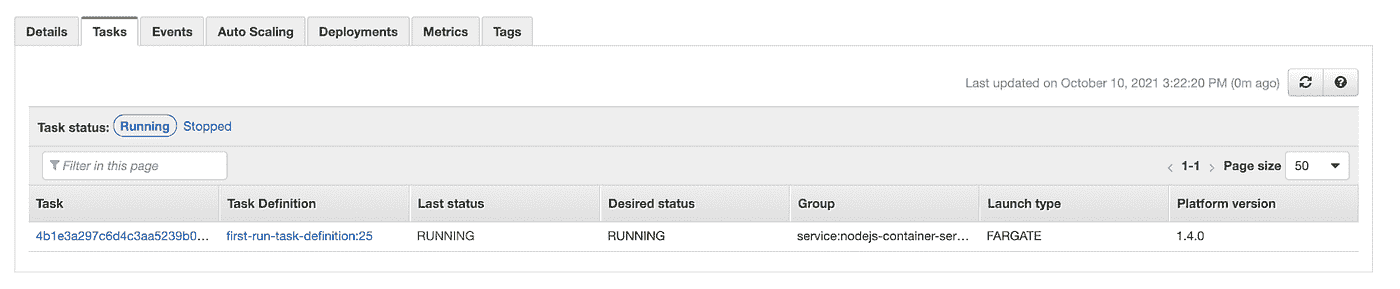 Details Tasks Events Auto Scaling Deployments Metrics Tags
Last updated on October 10, 2021 3:22:20 PM (0m ago)
Task status: Running Stopped
Filter in this page
1-1 Page size 50
Task Task Definition Last status Desired status Group Launch type Platform version
4b1e3a297c6d4c3aa5239b0... first-run-task-definition:25 RUNNING RUNNING service:nodejs-container-ser... FARGATE 1.4.0